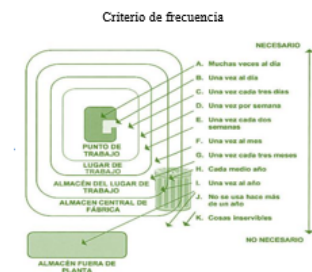 Criterio de frecuencia
NECESARIO
A. Muchas veces al día
B. Una vez al día
C. Una vez cada tres días
D. Una vez por semana
E. Una vez cada dos
semanas
F. Una vez al mes
G. Una vez cada tres meses
H. Cada medio año
I. Una vez al año
J. No se usa hace más
de un año
K. Cosas inservibles
NO NECESARIO
PUNTO DE
TRABAJO
LUGAR DE
TRABAJO
ALMACÉN DEL LUGAR DE
TRABAJO
ALMACEN CENTRAL DE
FÁBRICA
ALMACÉN FUERA DE
PLANTA